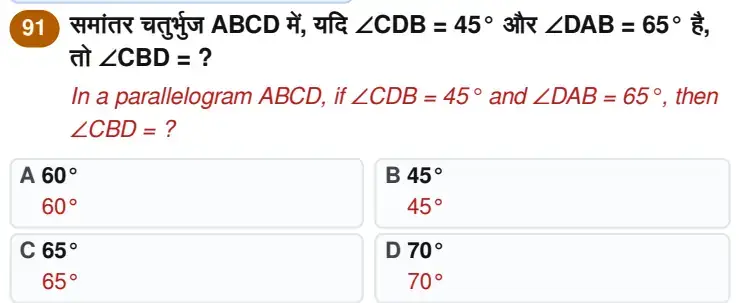 91 समांतर चतुर्भुज ABCD में, यदि ∠CDB = 45° और ∠DAB = 65° है,
तो ∠CBD = ?
In a parallelogram ABCD, if ∠CDB = 45° and ∠DAB = 65°, then
∠CBD = ?
A 60°
60°
B 45°
45°
C 65°
65°
D 70°
70°